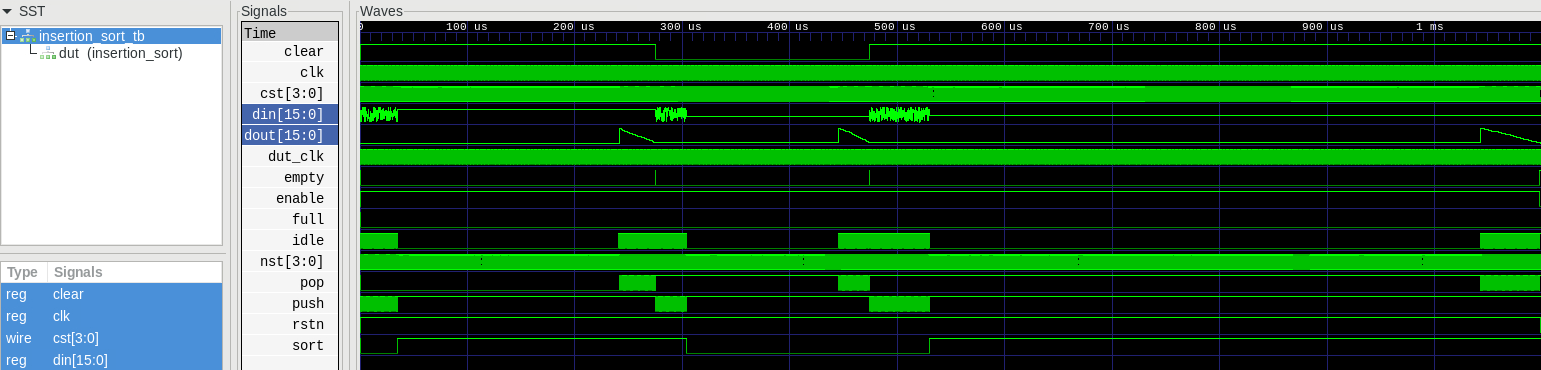 SST
insertion_sort_tb
dut (insertion_sort)
Type Signals
reg clear
reg clk
wire cst[3:0]
reg din[15:0]
Signals
Time
clear
clk
cst[3:0]
din[15:0]
dout[15:0]
dut_clk
empty
enable
full
idle
nst[3:0]
pop
push
rstn
sort
Waves
0 100 us 200 us 300 us 400 us 500 us 600 us 700 us 800 us 900 us 1 ms